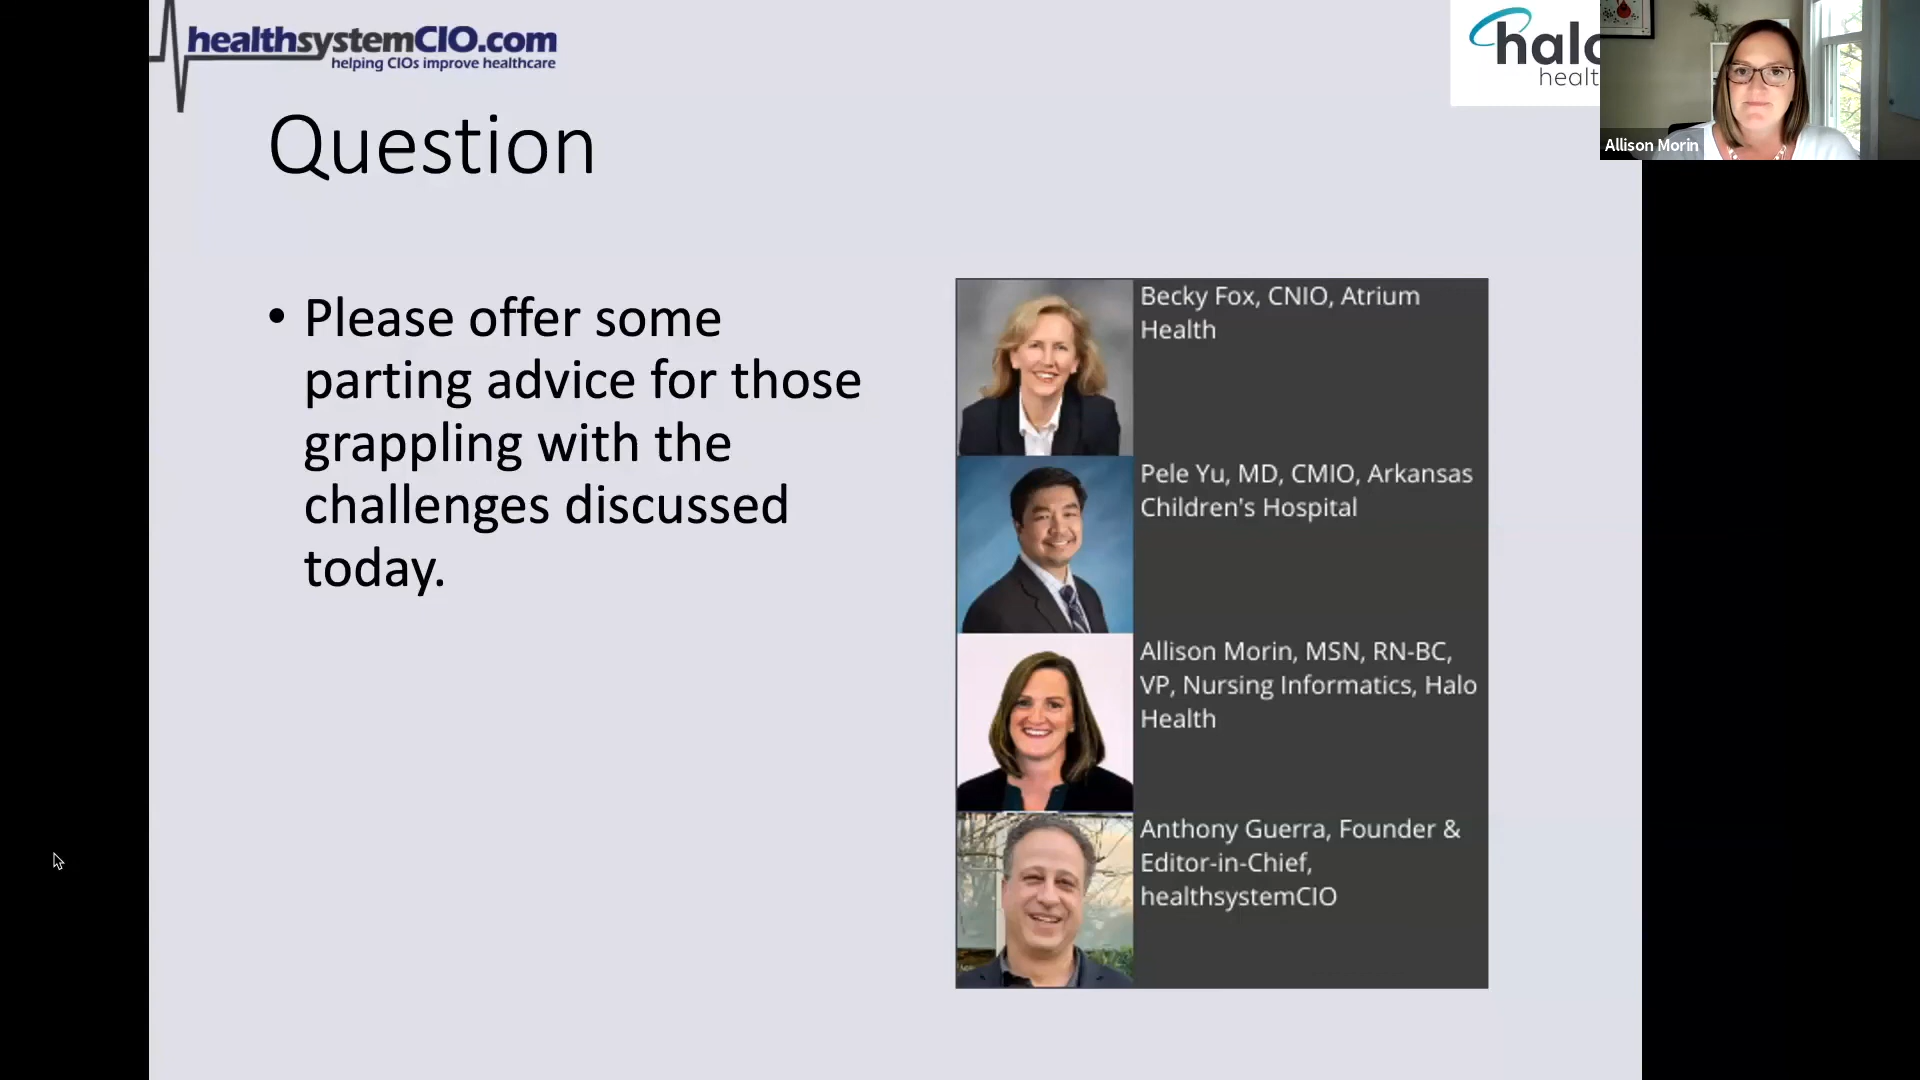 healthsystemCIO.com
helping CIOs improve healthcare
Question
• Please offer some
parting advice for those
grappling with the
challenges discussed
today.
Becky Fox, CNIO, Atrium
Health
Pele Yu, MD, CMIO, Arkansas
Children's Hospital
Allison Morin, MSN, RN-BC,
VP, Nursing Informatics, Halo
Health
Anthony Guerra, Founder &
Editor-in-Chief,
healthsystemCIO
halo
healt
Allison Morin